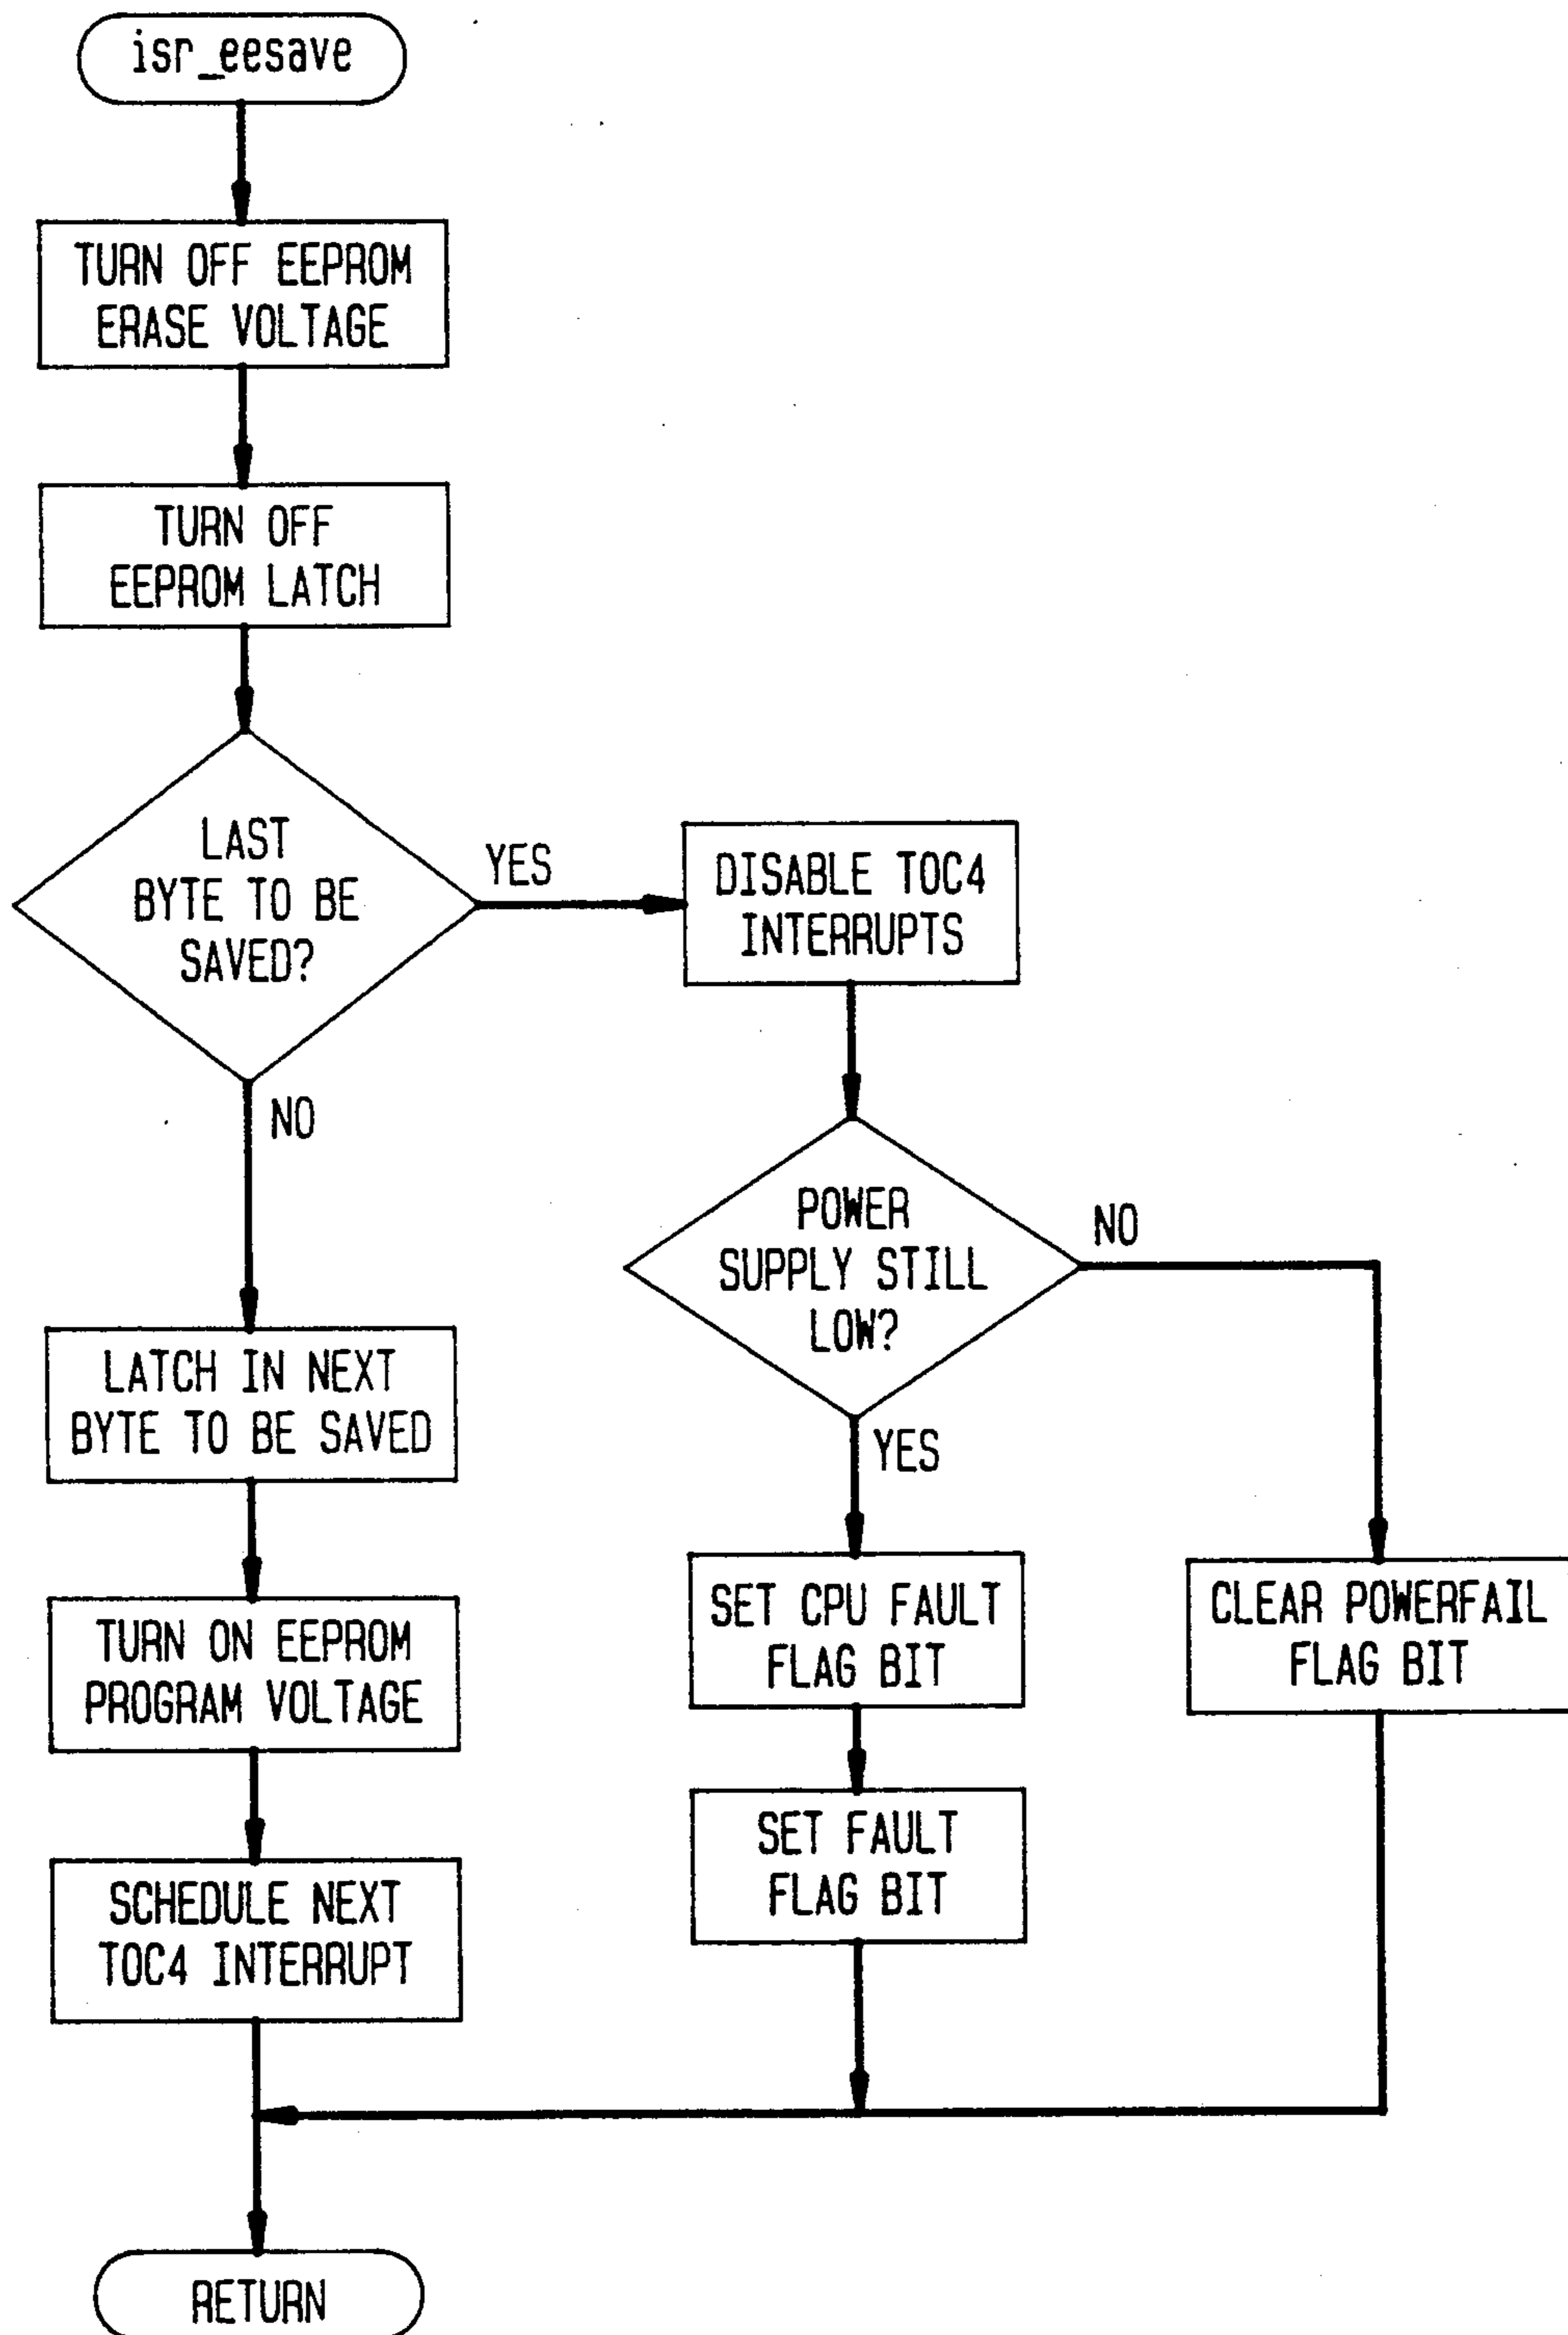 isr_eesave
TURN OFF EEPROM
ERASE VOLTAGE
TURN OFF
EEPROM LATCH
LAST
BYTE TO BE
SAVED?
YES
DISABLE TOC4
INTERRUPTS
NO
POWER
SUPPLY STILL
LOW?
NO
YES
LATCH IN NEXT
BYTE TO BE SAVED
TURN ON EEPROM
PROGRAM VOLTAGE
SCHEDULE NEXT
TOC4 INTERRUPT
SET CPU FAULT
FLAG BIT
SET FAULT
FLAG BIT
CLEAR POWERFAIL
FLAG BIT
RETURN